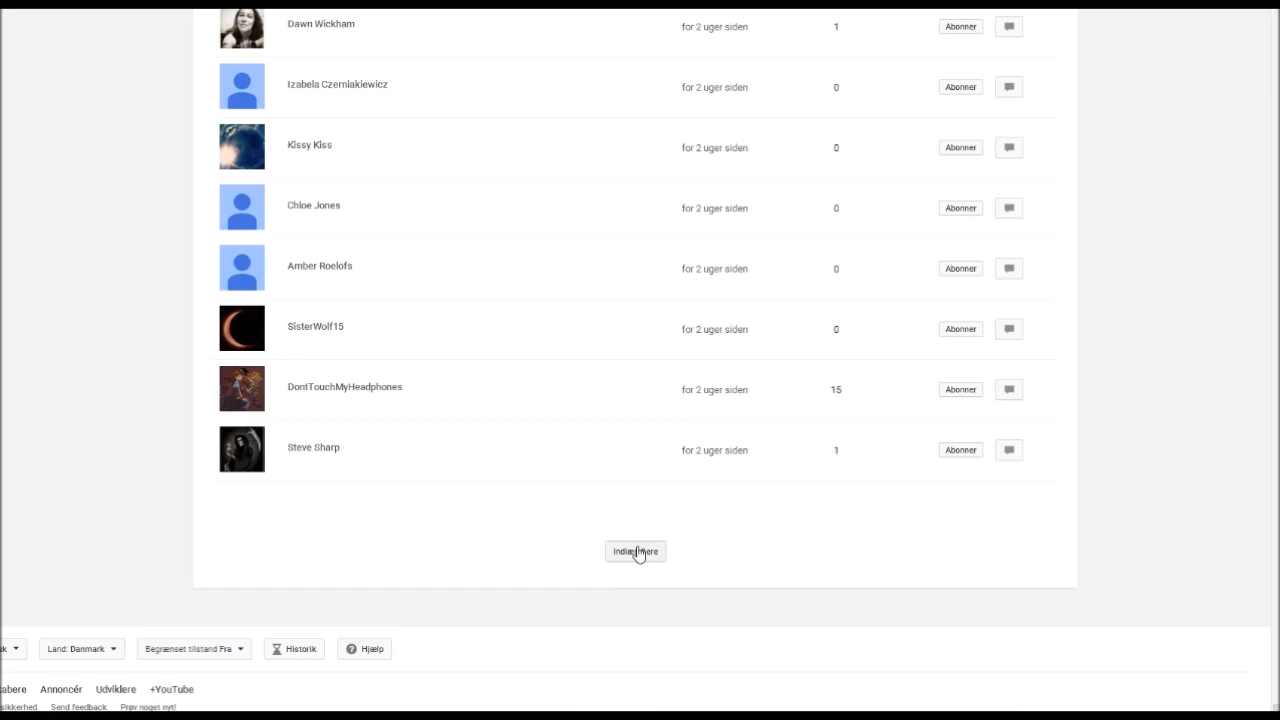 Dawn Wickham for 2 uger siden 1 Abonner
Izabela Czerniakiewicz for 2 uger siden 0 Abonner
Kissy Kiss for 2 uger siden 0 Abonner
Chloe Jones for 2 uger siden 0 Abonner
Amber Roelofs for 2 uger siden 0 Abonner
SisterWolf15 for 2 uger siden 0 Abonner
DontTouchMyHeadphones for 2 uger siden 15 Abonner
Steve Sharp for 2 uger siden 1 Abonner
Land: Danmark Begrænset tilstand Fra Historik Hjælp
Annoncér Udviklere +YouTube
Send feedback Prøv noget nyt!